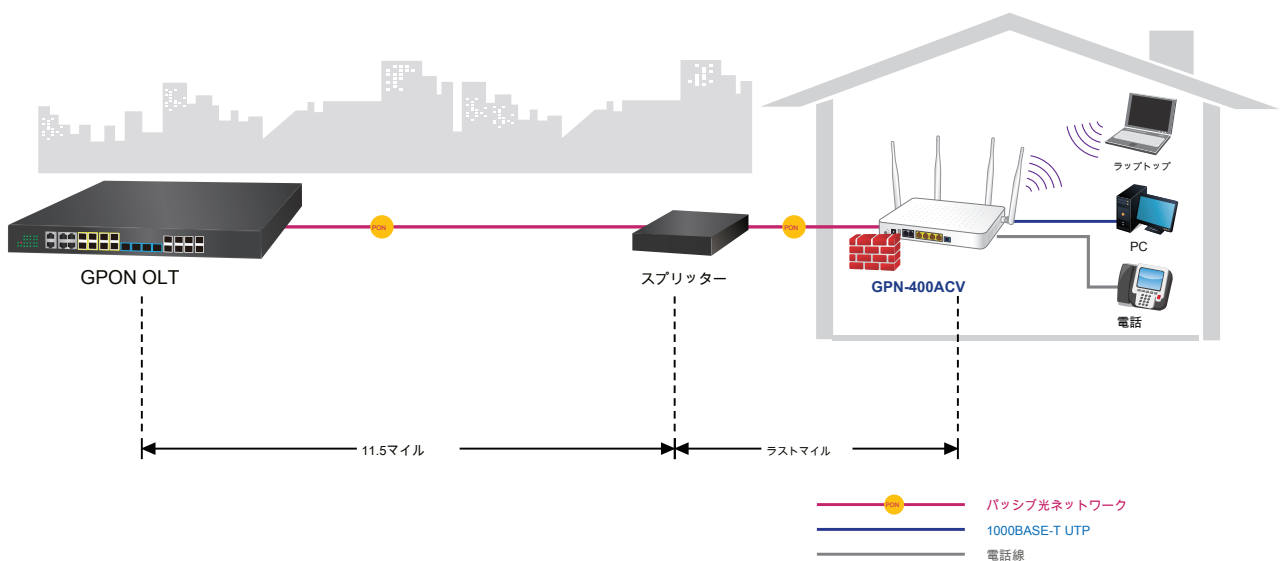 ラップトップ
PON
PON
PC
GPON OLT
スプリッター
GPN-400ACV
電話
11.5マイル
ラストマイル
PON
パッシブ光ネットワーク
1000BASE-T UTP
電話線